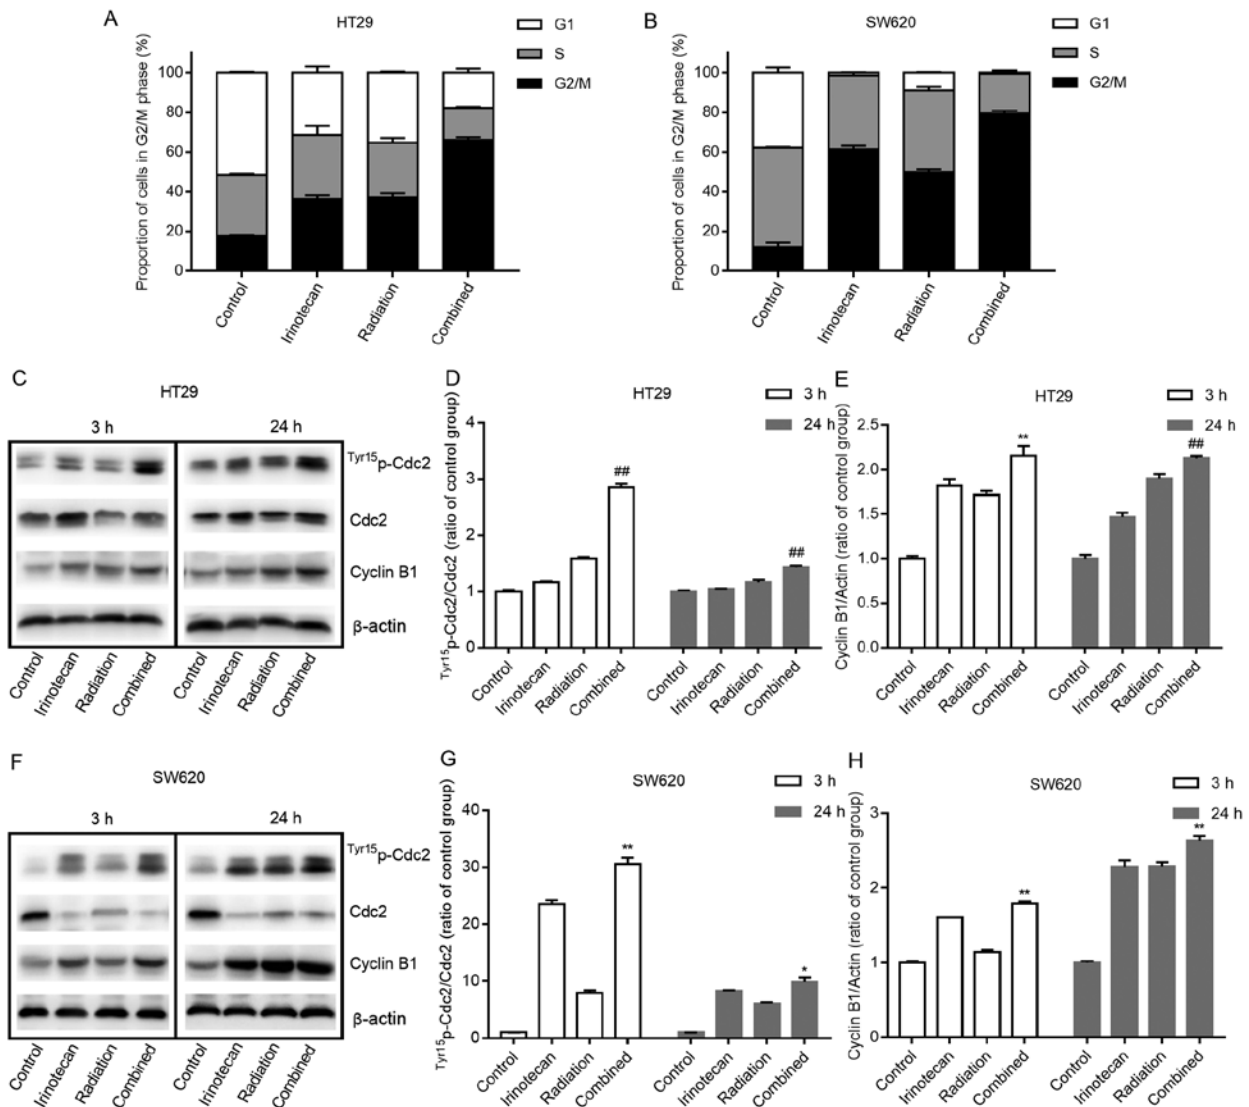 A
HT29
G1
S
G2/M
Proportion of cells in G2/M phase (%)
100
80
60
40
20
0
Control
Irinotecan
Radiation
Combined
B
SW620
G1
S
G2/M
Proportion of cells in G2/M phase (%)
100
80
60
40
20
0
Control
Irinotecan
Radiation
Combined
C
HT29
3 h 24 h
Tyr15p-Cdc2
Cdc2
Cyclin B1
β-actin
Control Irinotecan Radiation Combined Control Irinotecan Radiation Combined
D
HT29
3 h
24 h
Tyr15p-Cdc2/Cdc2 (ratio of control group)
4
3
2
1
0
## ##
Control Irinotecan Radiation Combined Control Irinotecan Radiation Combined
E
HT29
3 h
24 h
Cyclin B1/Actin (ratio of control group)
2.5
2.0
1.5
1.0
0.5
0.0
** ##
Control Irinotecan Radiation Combined Control Irinotecan Radiation Combined
F
SW620
3 h 24 h
Tyr15p-Cdc2
Cdc2
Cyclin B1
β-actin
Control Irinotecan Radiation Combined Control Irinotecan Radiation Combined
G
SW620
3 h
24 h
Tyr15p-Cdc2/Cdc2 (ratio of control group)
40
30
20
10
0
** *
Control Irinotecan Radiation Combined Control Irinotecan Radiation Combined
H
SW620
3 h
24 h
Cyclin B1/Actin (ratio of control group)
3
2
1
0
** **
Control Irinotecan Radiation Combined Control Irinotecan Radiation Combined